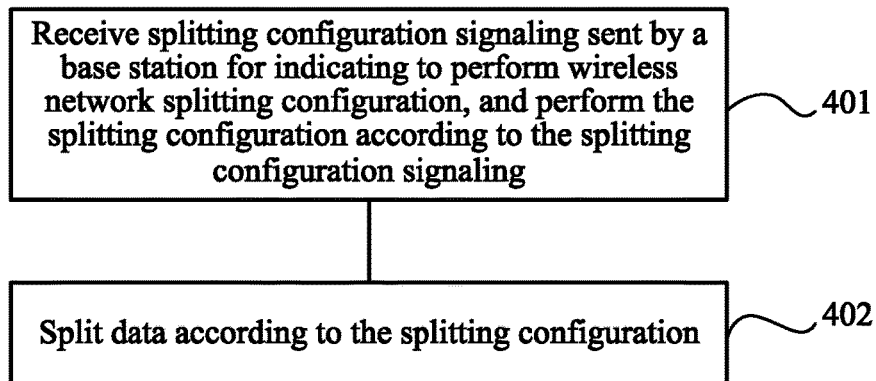 Receive splitting configuration signaling sent by a
base station for indicating to perform wireless
network splitting configuration, and perform the
splitting configuration according to the splitting
configuration signaling
401
Split data according to the splitting configuration
402